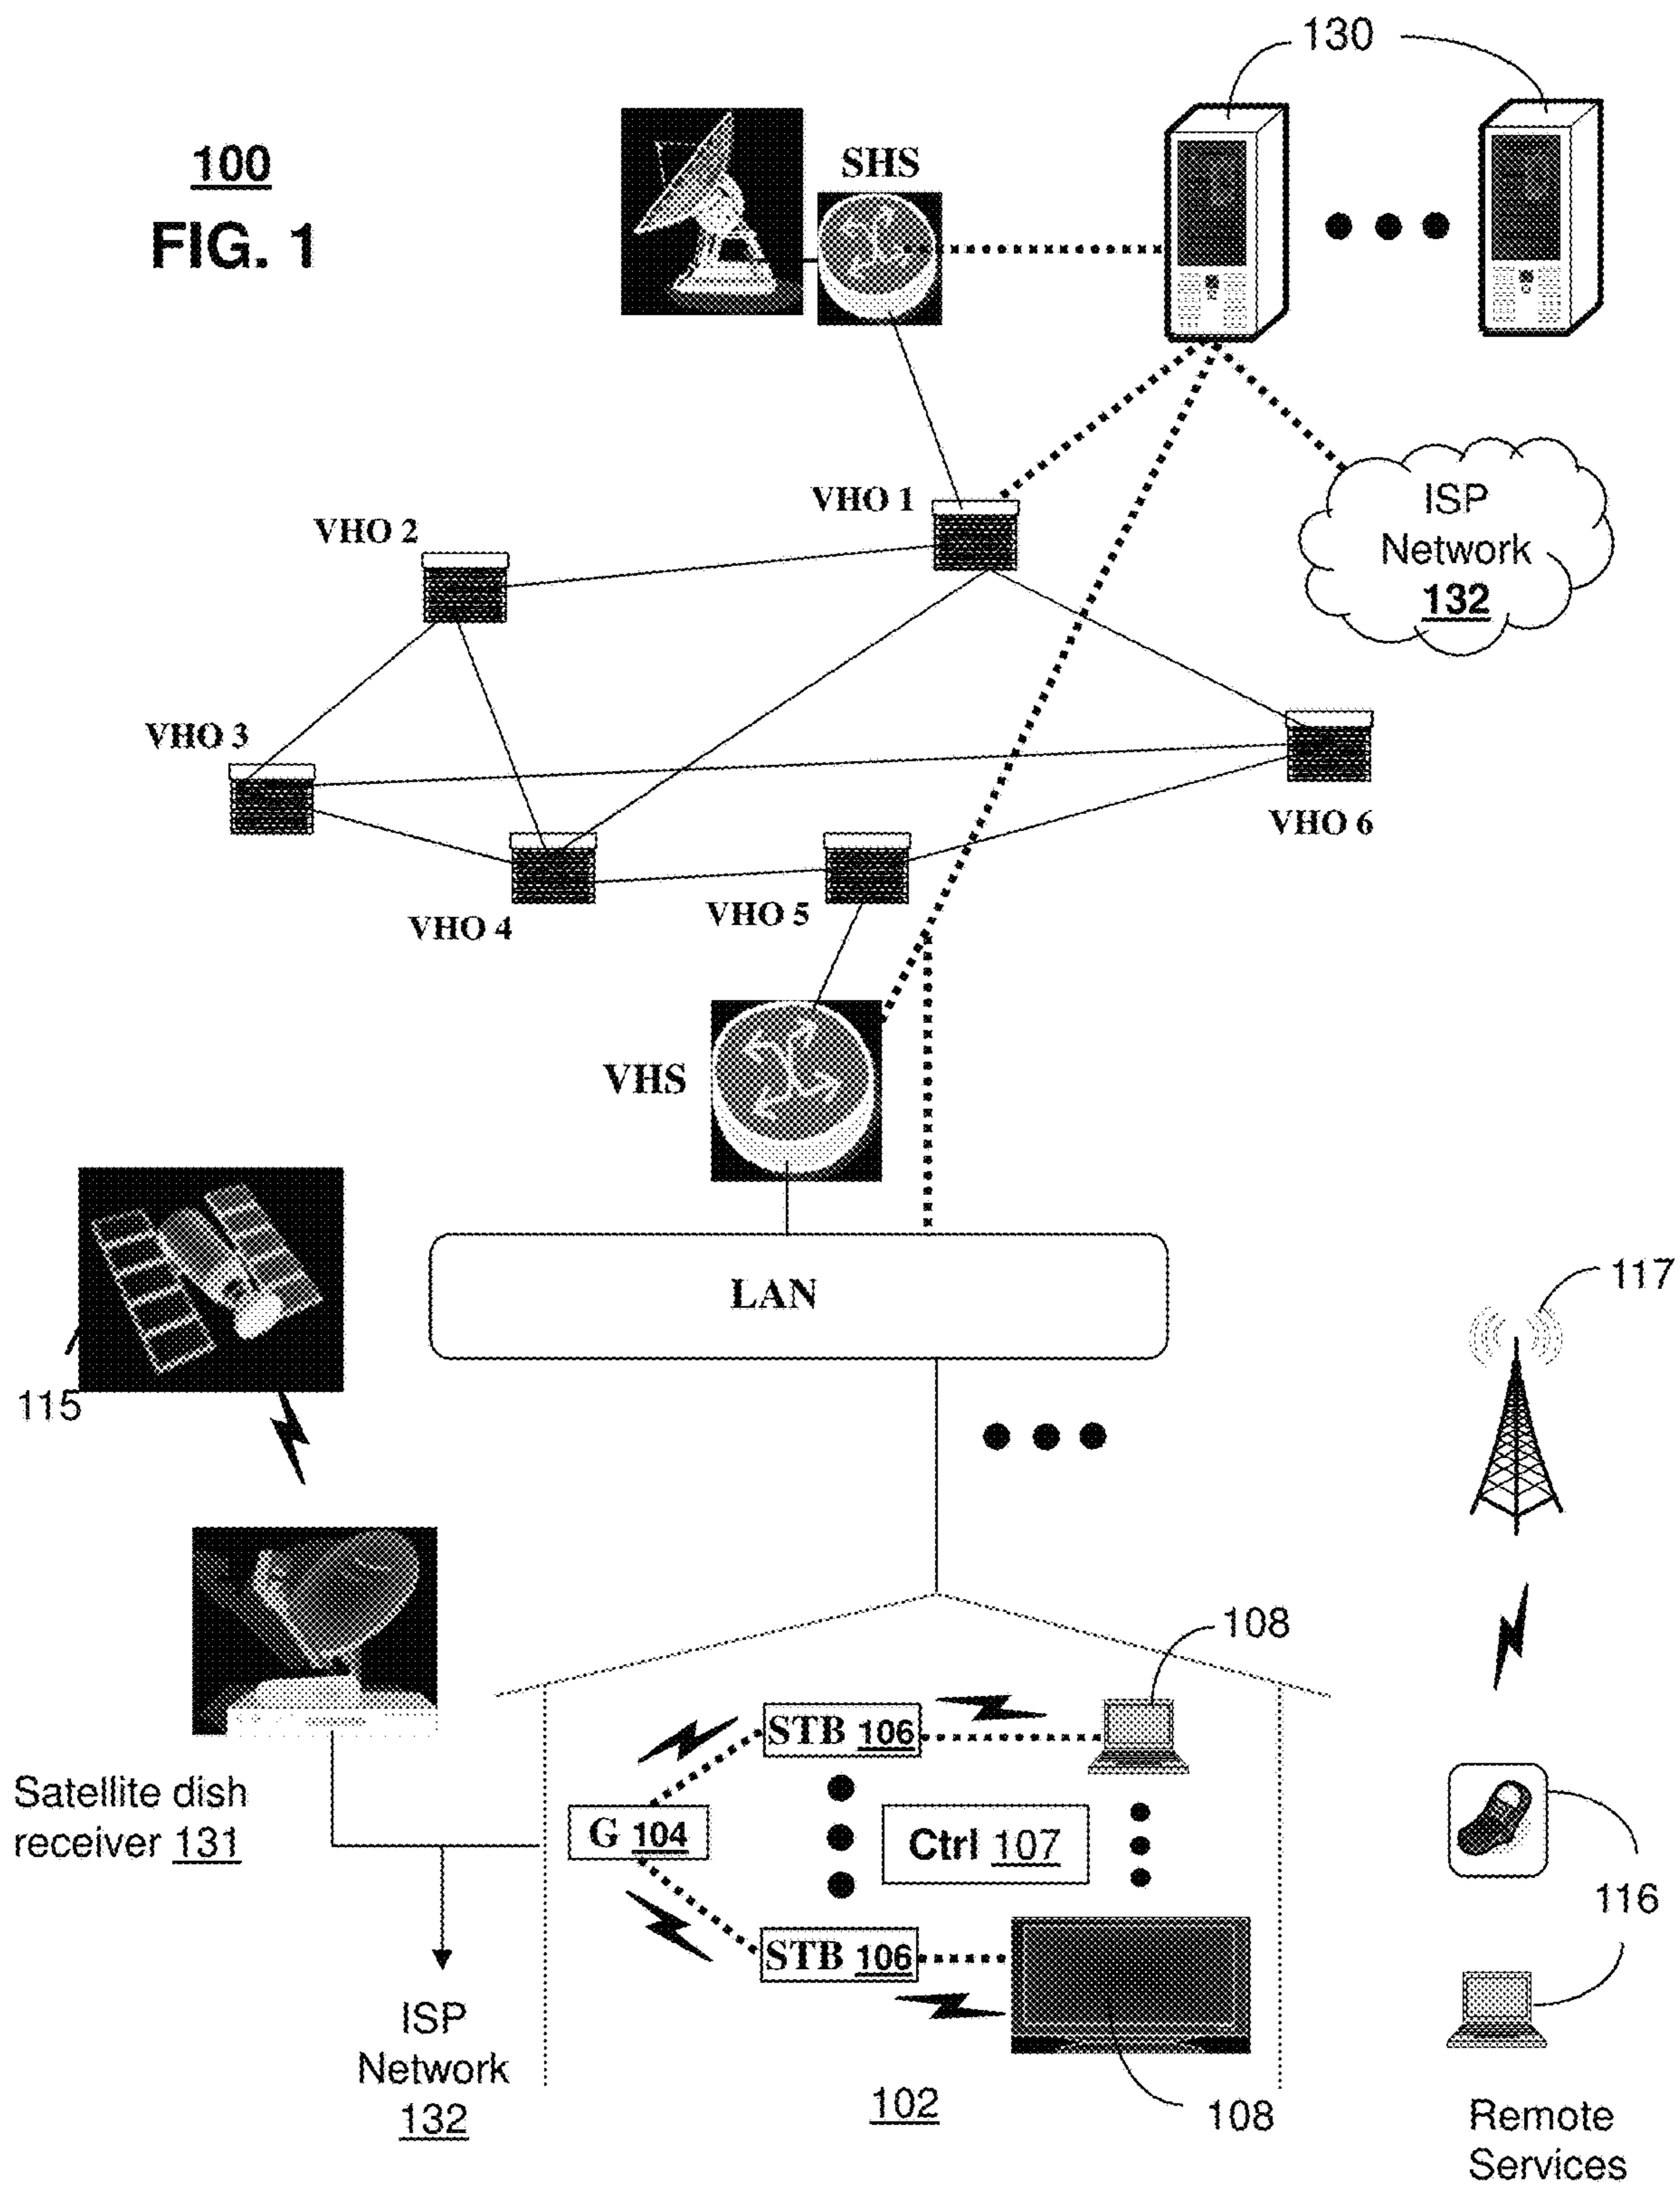 130
100
FIG. 1
SHS
VHO 1
VHO 2
ISP
Network
132
VHO 3
VHO 6
VHO 4
VHO 5
VHS
LAN
117
115
108
STB 106
Satellite dish
receiver 131
G 104
Ctrl 107
116
STB 106
ISP
Network
132
102
108
Remote
Services